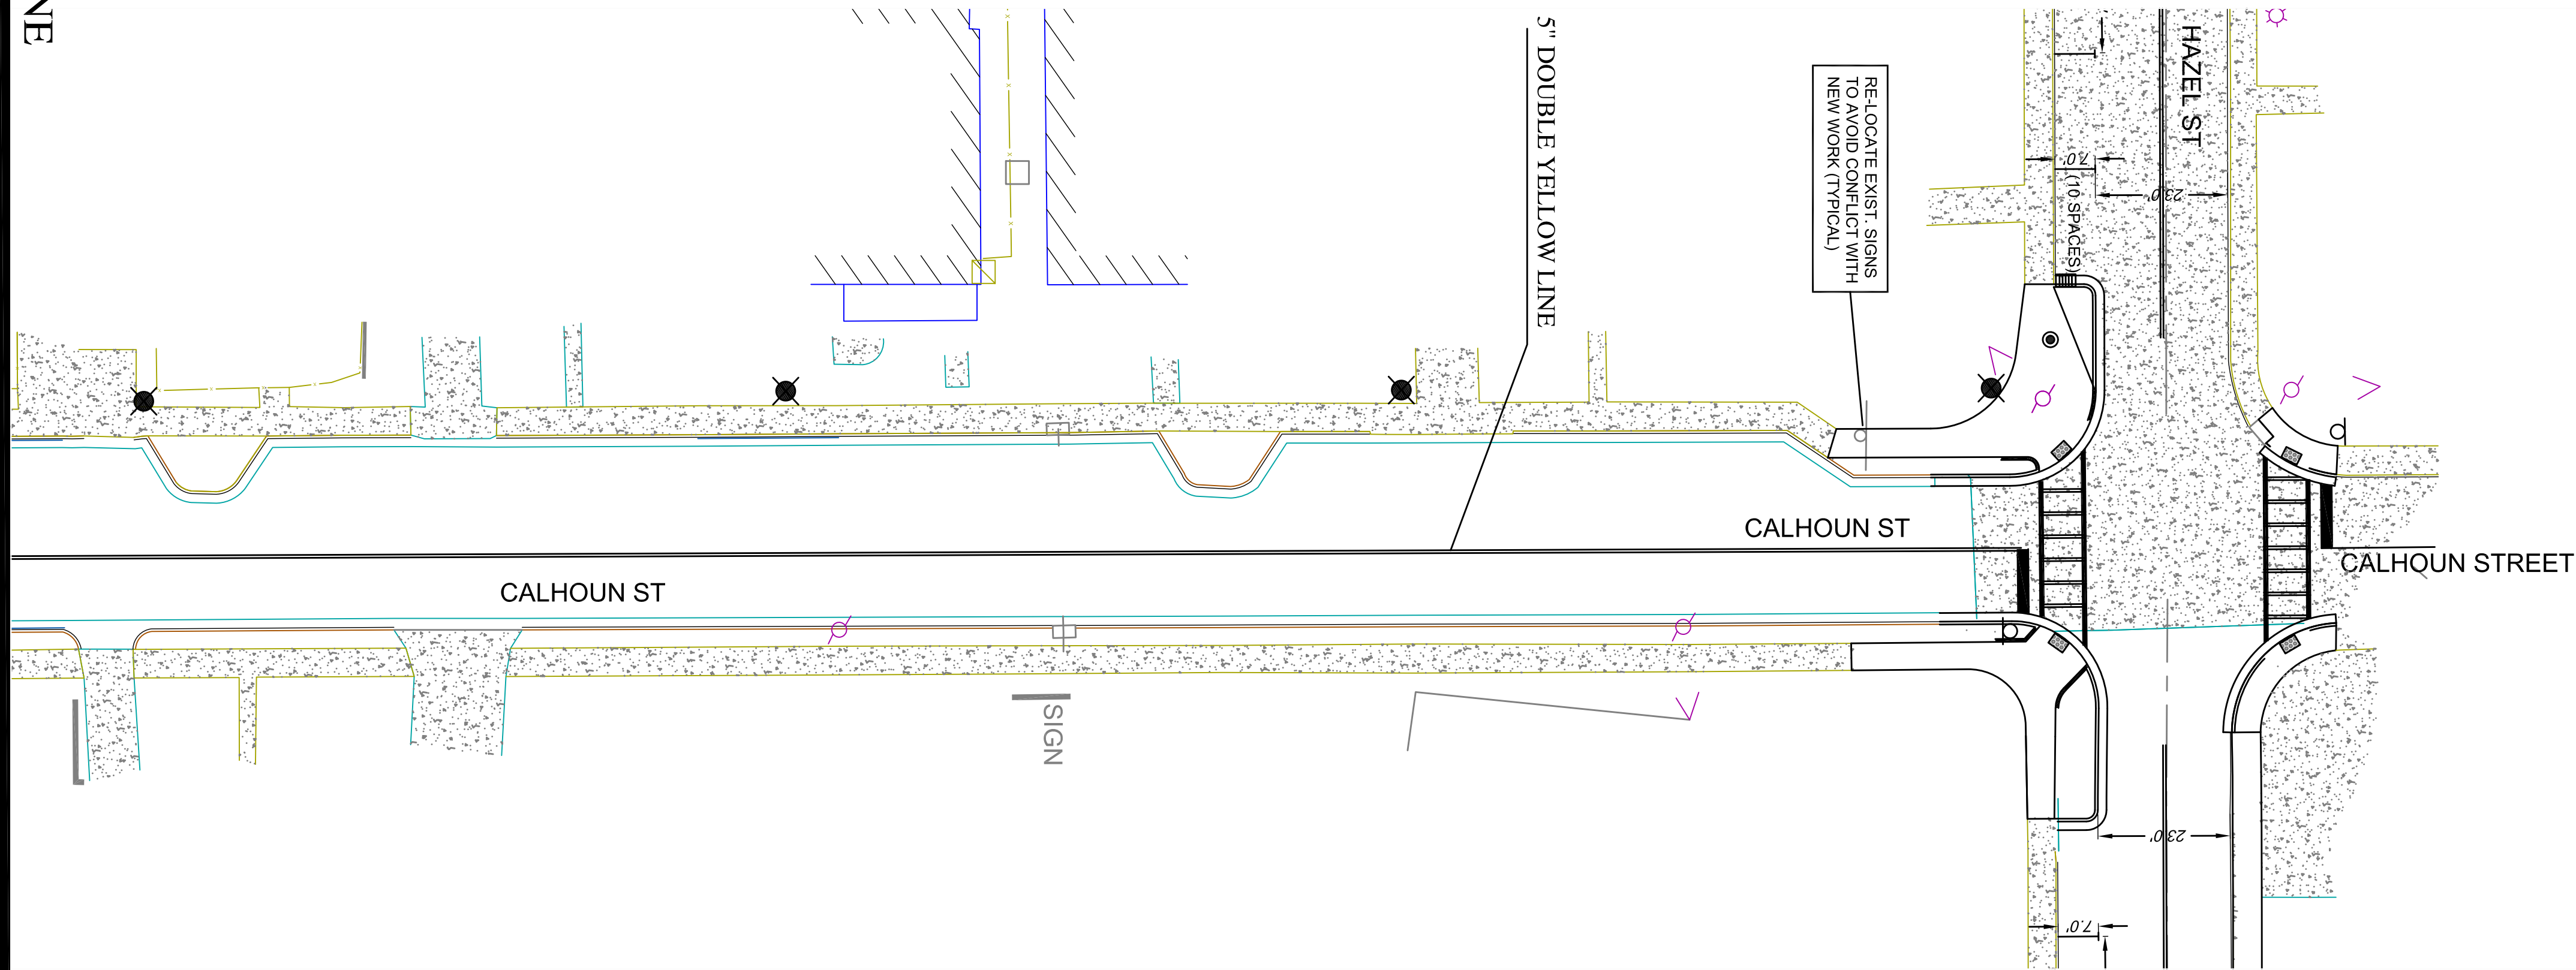 NE
5" DOUBLE YELLOW LINE
RE-LOCATE EXIST. SIGNS
TO AVOID CONFLICT WITH
NEW WORK (TYPICAL)
HAZEL ST
7.0'
(10 SPACES)
23.0'
CALHOUN ST
CALHOUN STREET
CALHOUN ST
SIGN
23.0'
7.0'